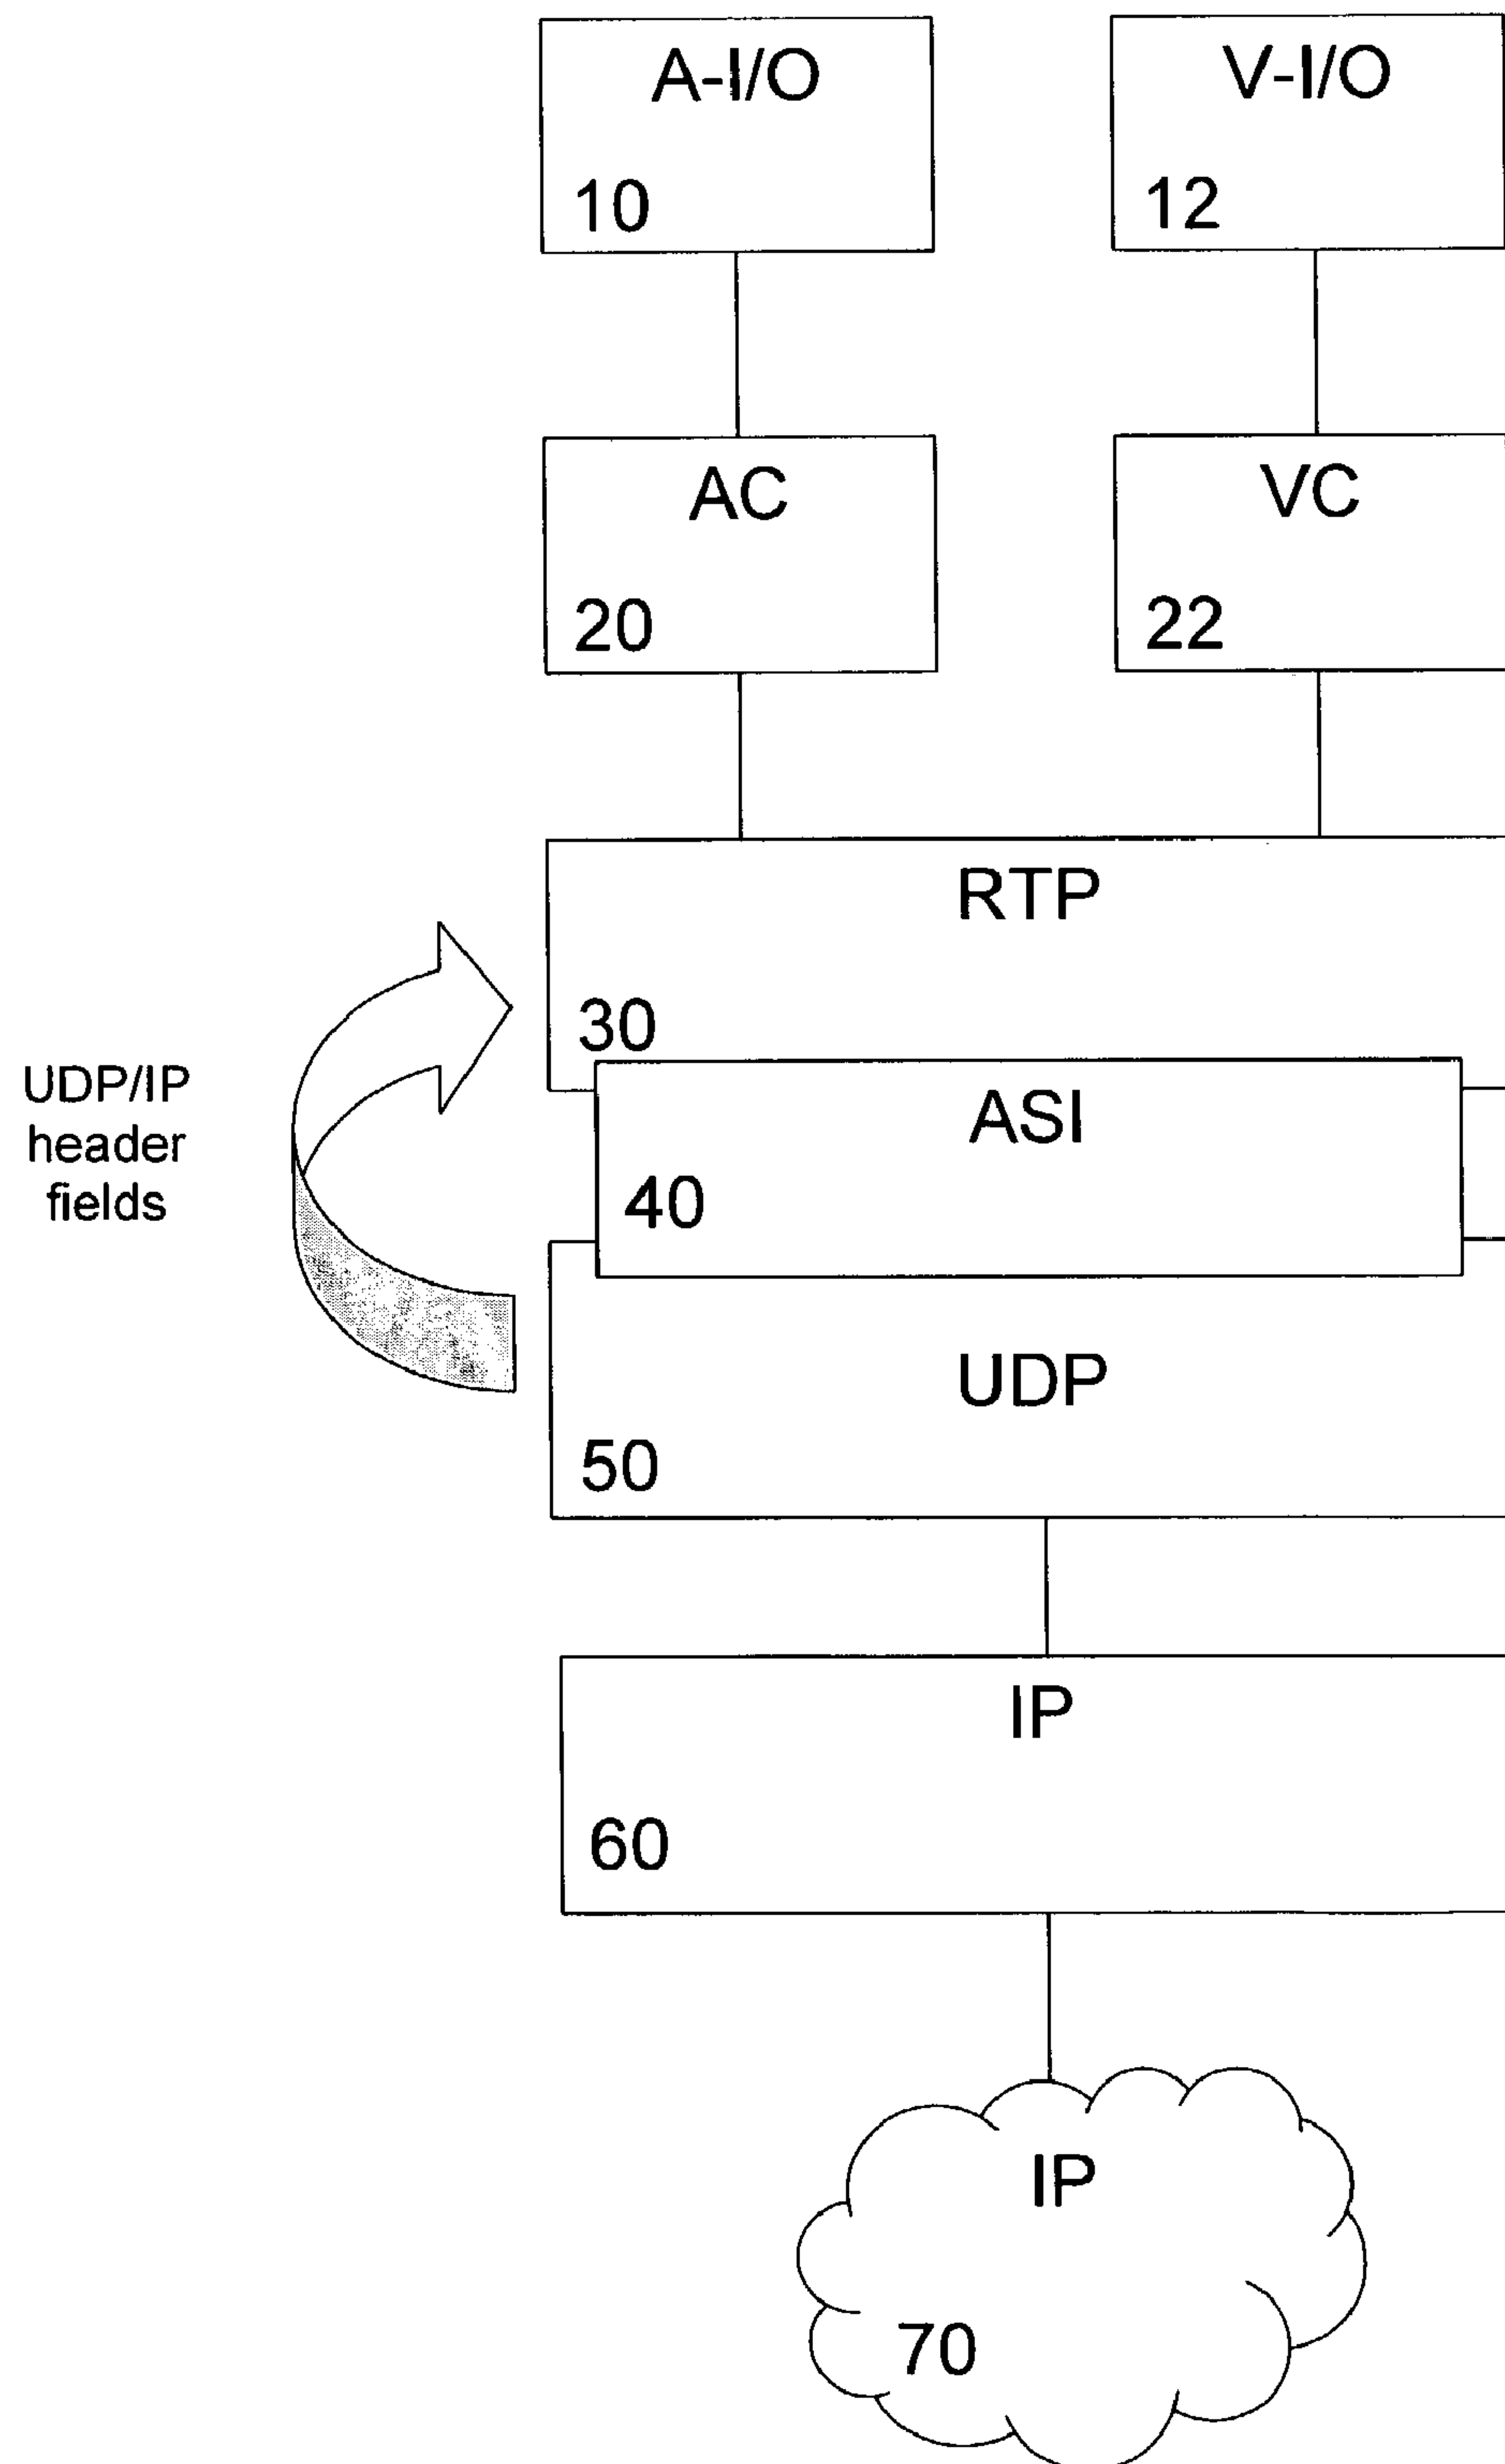 A-I/O
V-I/O
10
12
AC
VC
20
22
RTP
30
UDP/IP
header
fields
ASI
40
UDP
50
IP
60
IP
70